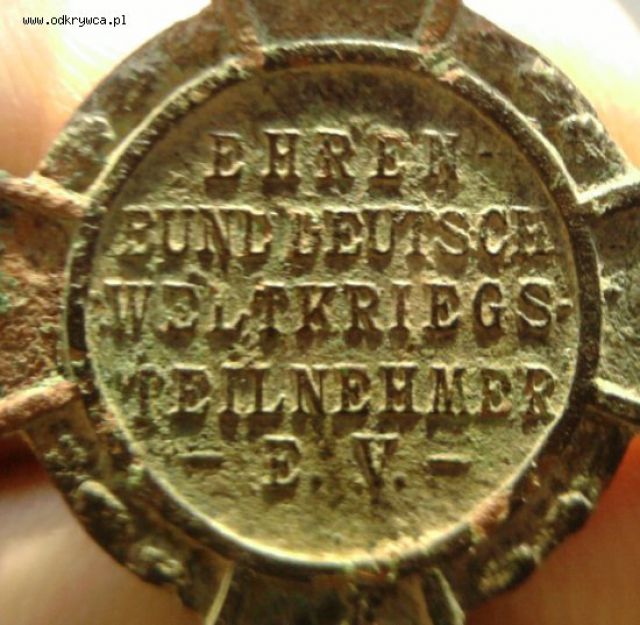 www.odkrywca.pl
EHREN-
BUND DEUTSCH.
WELTKRIEGS-
TEILNEHMER
- E. V. -